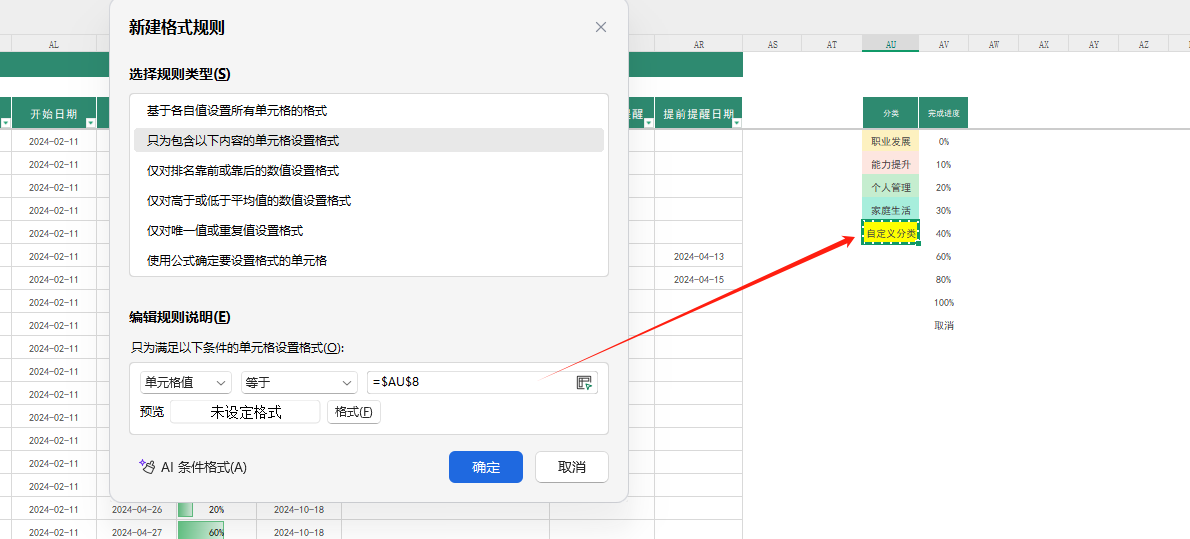 新建格式规则
选择规则类型(S)
基于各自值设置所有单元格的格式
只为包含以下内容的单元格设置格式
仅对排名靠前或靠后的数值设置格式
仅对高于或低于平均值的数值设置格式
仅对唯一值或重复值设置格式
使用公式确定要设置格式的单元格
编辑规则说明(E)
只为满足以下条件的单元格设置格式(O):
单元格值 等于 =$AU$8
预览 未设定格式 格式(F)
AI 条件格式(A) 确定 取消
AL AR AS AT AU AV AW AX AY AZ
开始日期 醒 提前提醒日期 分类 完成进度
2024-02-11 职业发展 0%
2024-02-11 能力提升 10%
2024-02-11 个人管理 20%
2024-02-11 家庭生活 30%
2024-02-11 自定义分类 40%
2024-02-11 2024-04-13 60%
2024-02-11 2024-04-15 80%
2024-02-11 100%
2024-02-11 取消
2024-02-11
2024-02-11
2024-02-11
2024-02-11
2024-02-11
2024-02-11
2024-02-11
2024-02-11 2024-04-26 20% 2024-10-18
2024-02-11 2024-04-27 60% 2024-10-18